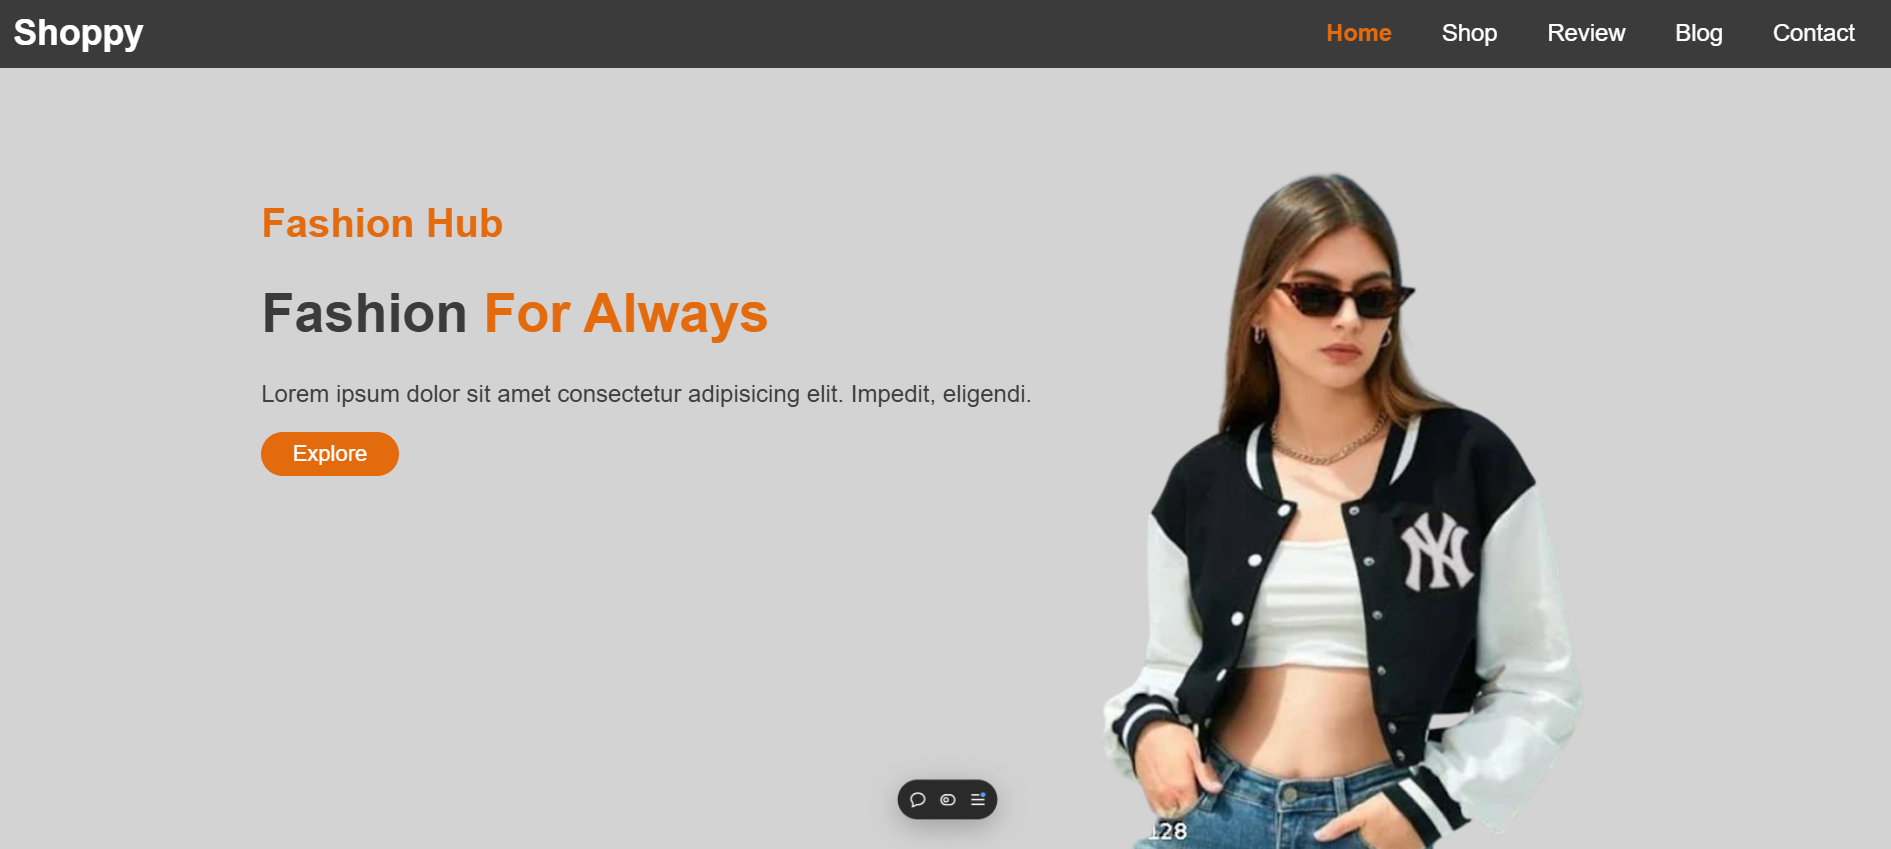 Shoppy
Home Shop Review Blog Contact
Fashion Hub
Fashion For Always
Lorem ipsum dolor sit amet consectetur adipisicing elit. Impedit, eligendi.
Explore
NY
128